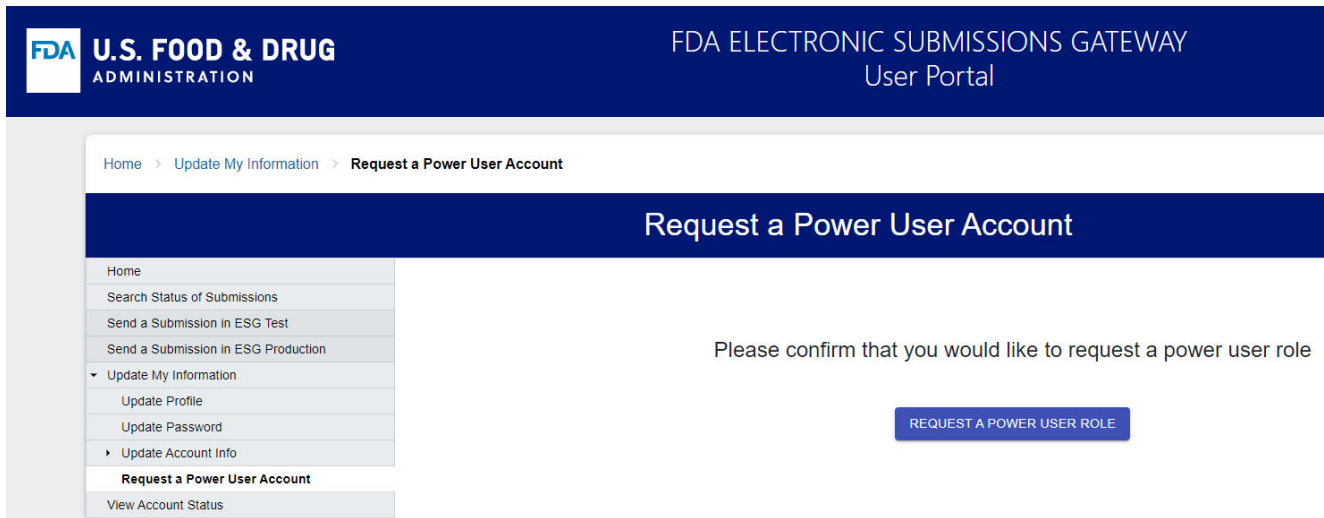 FDA U.S. FOOD & DRUG
ADMINISTRATION
FDA ELECTRONIC SUBMISSIONS GATEWAY
User Portal
Home > Update My Information > Request a Power User Account
Request a Power User Account
Home
Search Status of Submissions
Send a Submission in ESG Test
Send a Submission in ESG Production
Update My Information
Update Profile
Update Password
Update Account Info
Request a Power User Account
View Account Status
Please confirm that you would like to request a power user role
REQUEST A POWER USER ROLE